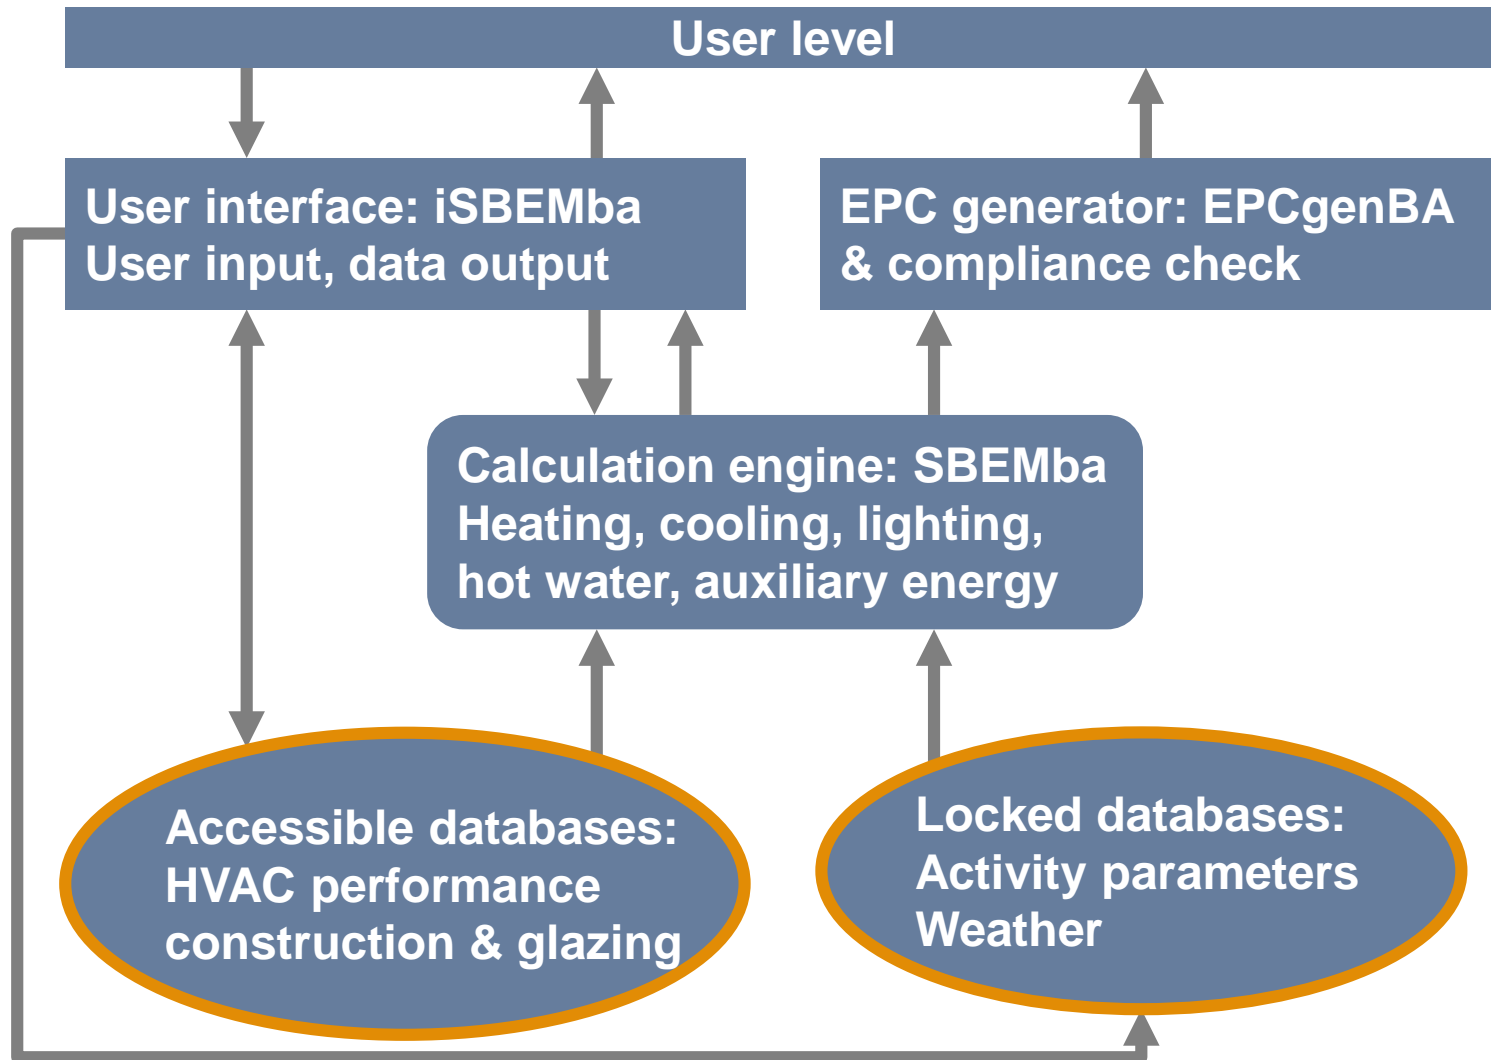 User level
User interface: iSBEMba
User input, data output
EPC generator: EPCgenBA
& compliance check
Calculation engine: SBEMba
Heating, cooling, lighting,
hot water, auxiliary energy
Accessible databases:
HVAC performance
construction & glazing
Locked databases:
Activity parameters
Weather